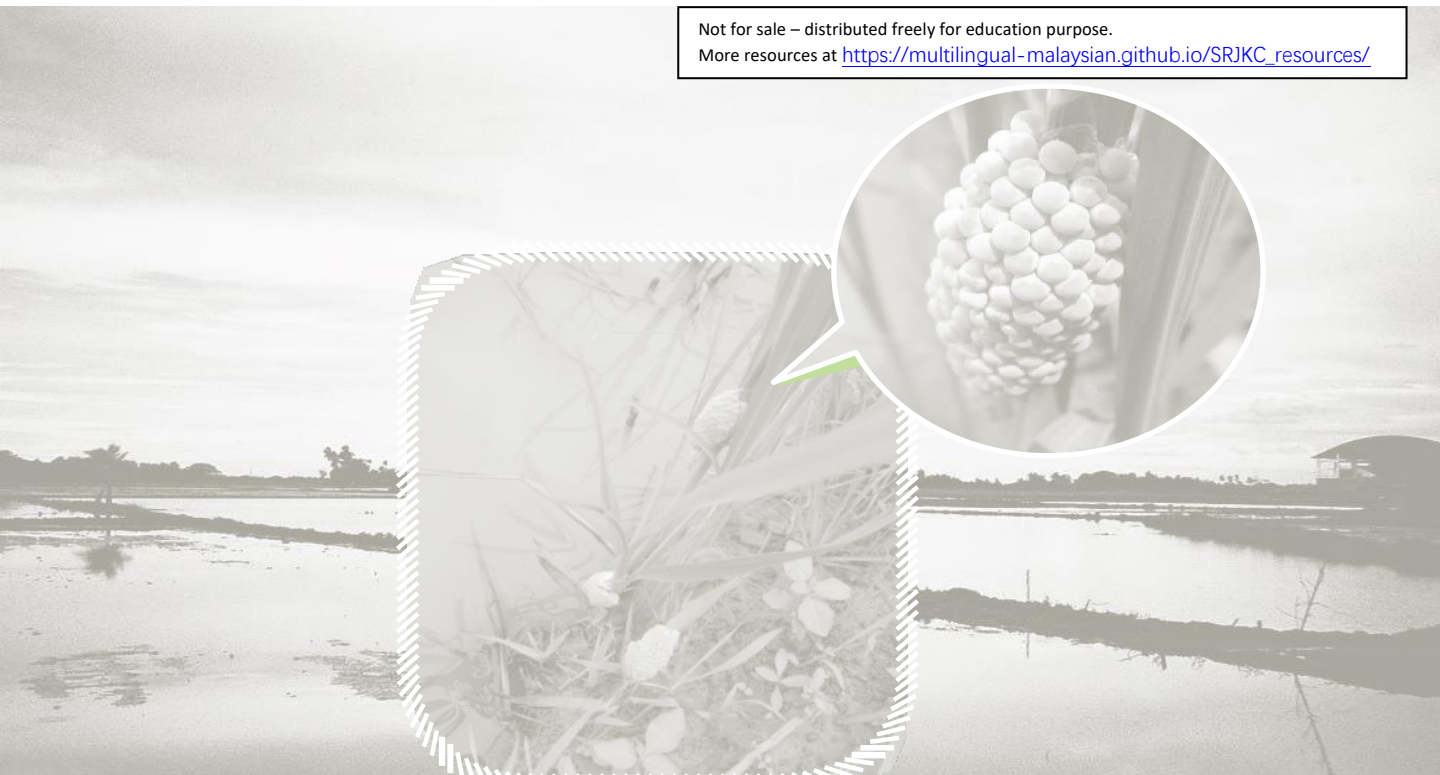 Not for sale – distributed freely for education purpose.
More resources at https://multilingual-malaysian.github.io/SRJKC_resources/